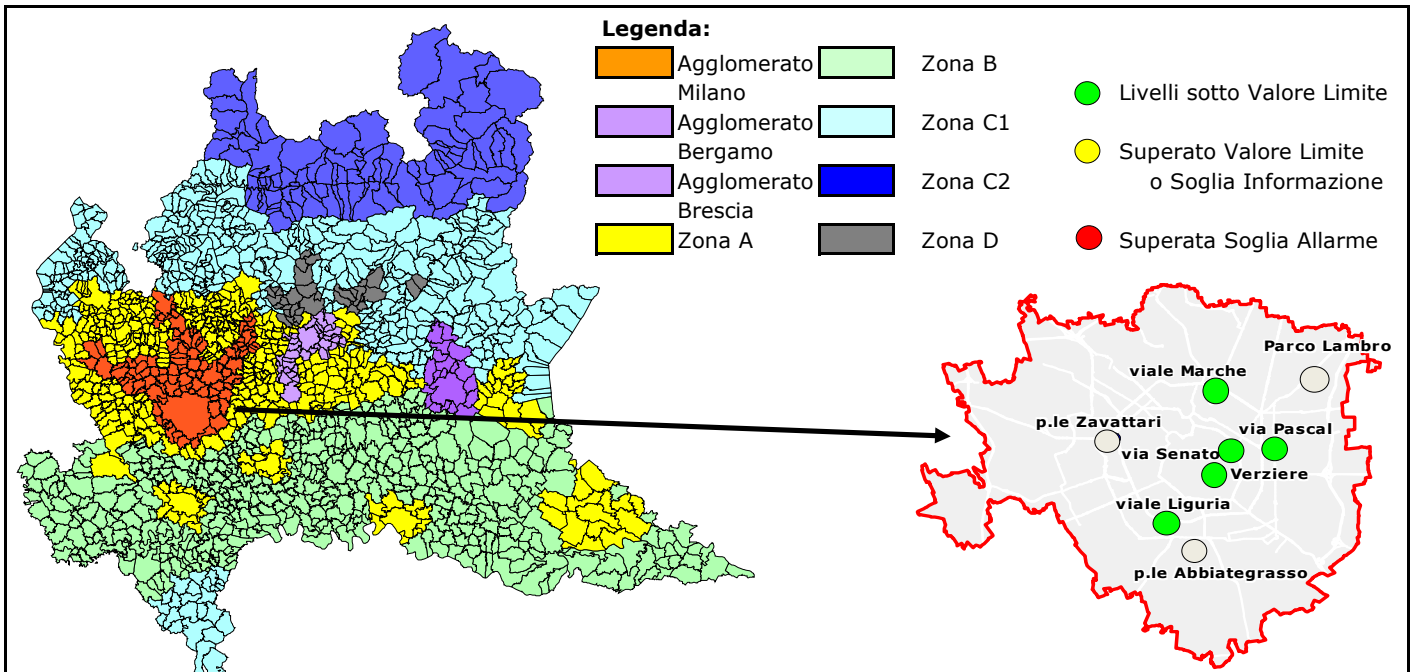 Legenda:
Agglomerato
Milano
Agglomerato
Bergamo
Agglomerato
Brescia
Zona A
Zona B
Zona C1
Zona C2
Zona D
Livelli sotto Valore Limite
Superato Valore Limite
o Soglia Informazione
Superata Soglia Allarme
Parco Lambro
viale Marche
p.le Zavattari
via Pascal
via Senato
Verziere
viale Liguria
p.le Abbiategrasso